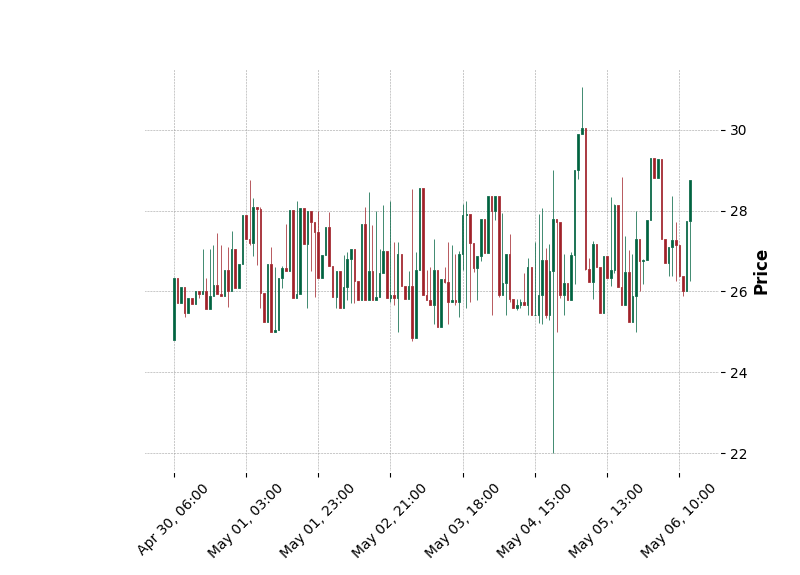 30
28
26
24
22
Price
Apr 30, 06:00
May 01, 03:00
May 01, 23:00
May 02, 21:00
May 03, 18:00
May 04, 15:00
May 05, 13:00
May 06, 10:00